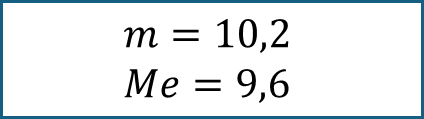 m = 10,2
Me = 9,6